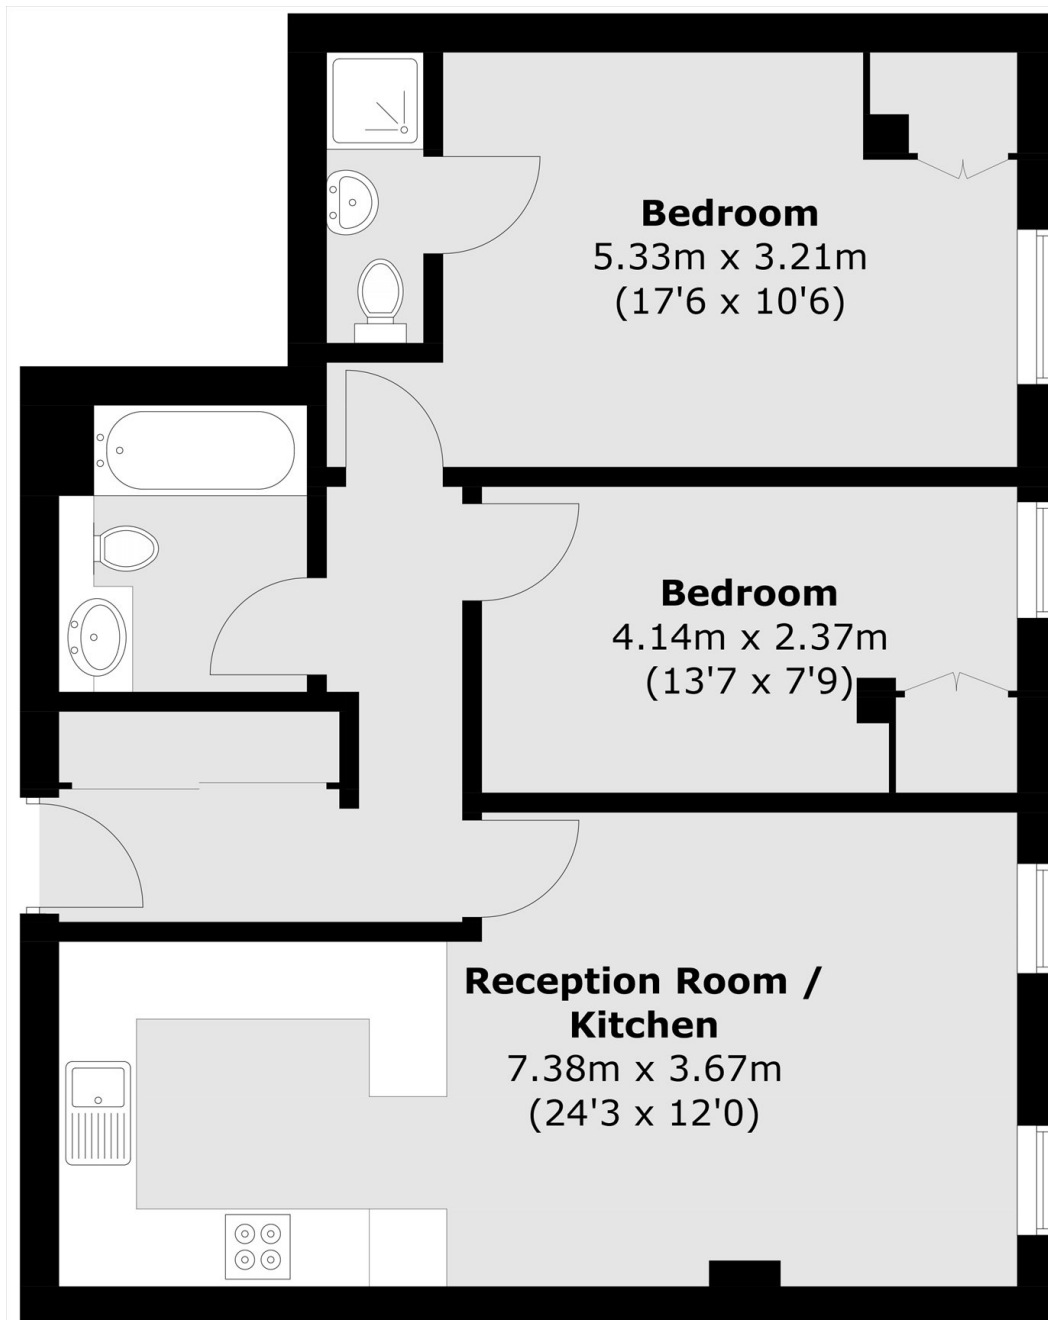 Bedroom
5.33m x 3.21m
(17'6 x 10'6)
Bedroom
4.14m x 2.37m
(13'7 x 7'9)
Reception Room /
Kitchen
7.38m x 3.67m
(24'3 x 12'0)